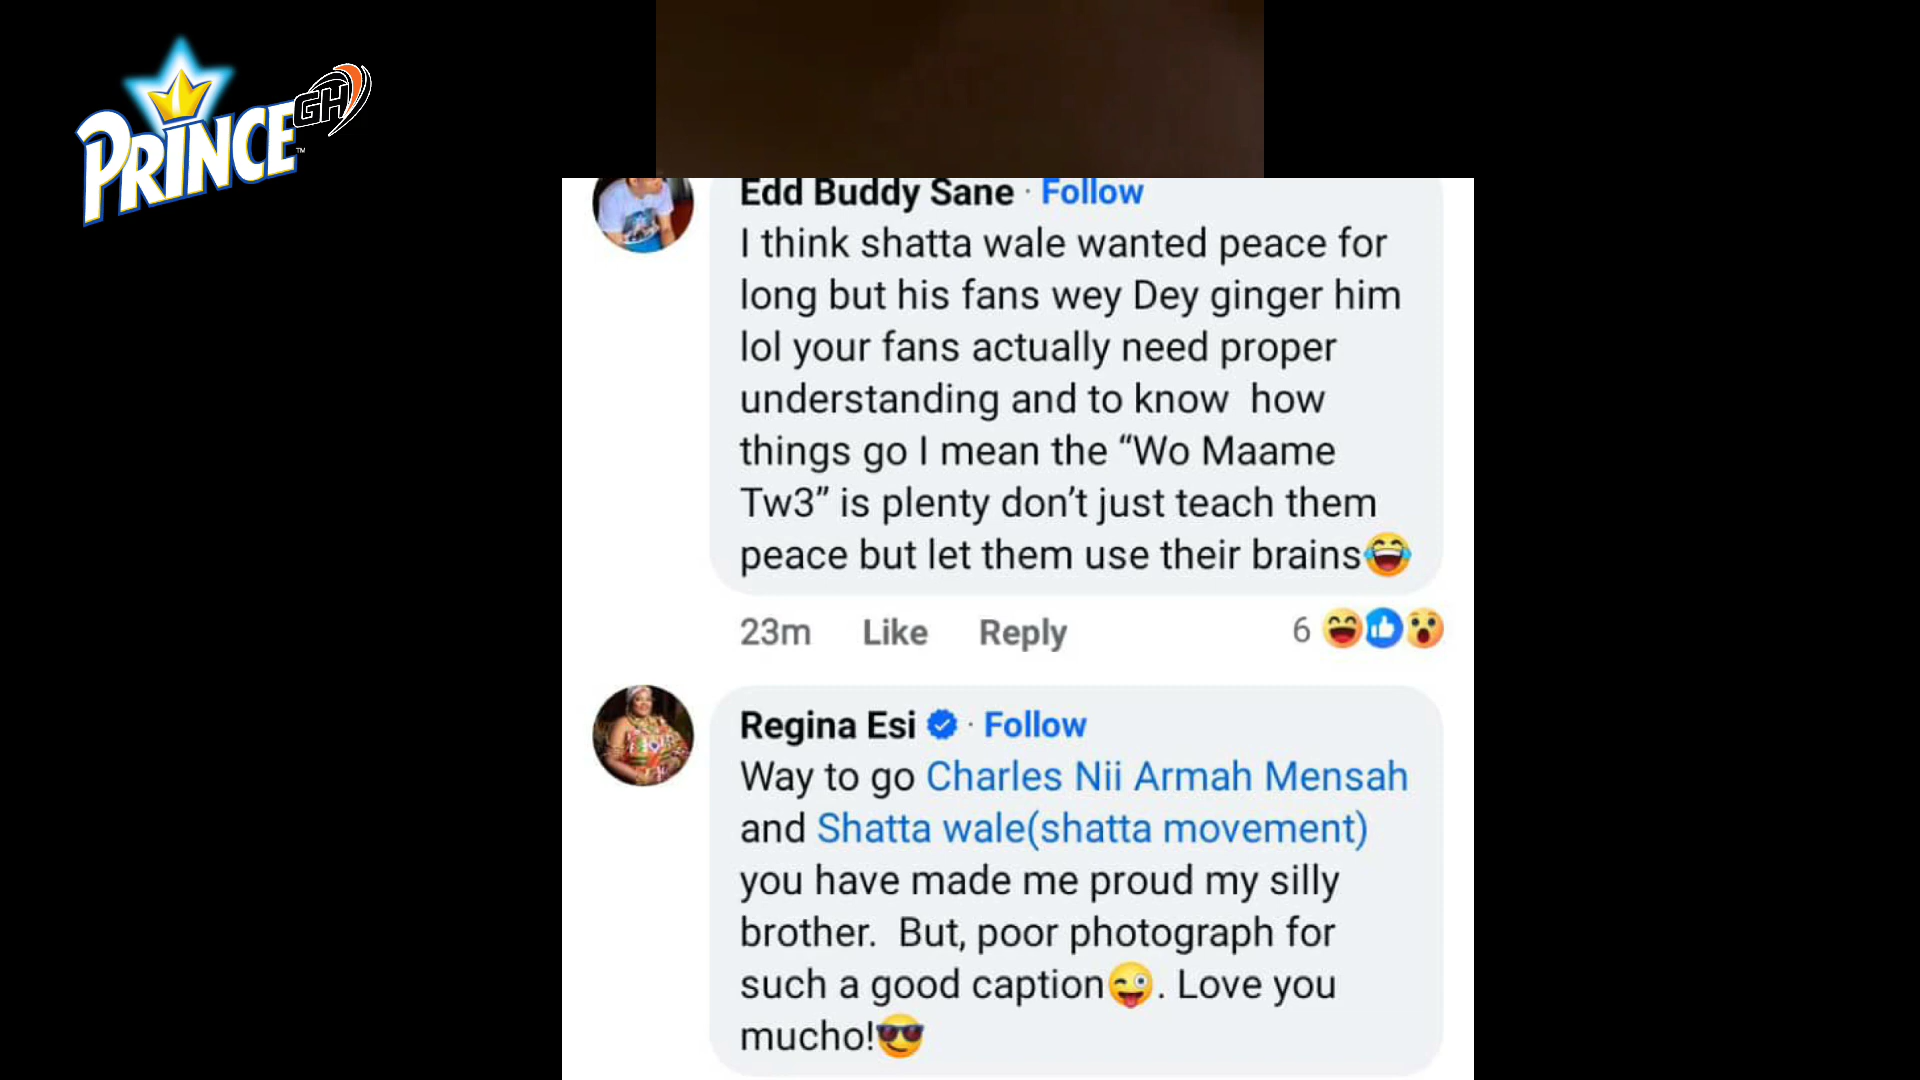 PRINCE GH
™
Edd Buddy Sane · Follow
I think shatta wale wanted peace for
long but his fans wey Dey ginger him
lol your fans actually need proper
understanding and to know  how
things go I mean the “Wo Maame
Tw3” is plenty don’t just teach them
peace but let them use their brains😂
23m Like Reply 6
Regina Esi · Follow
Way to go Charles Nii Armah Mensah
and Shatta wale(shatta movement)
you have made me proud my silly
brother.  But, poor photograph for
such a good caption😜. Love you
mucho!😎